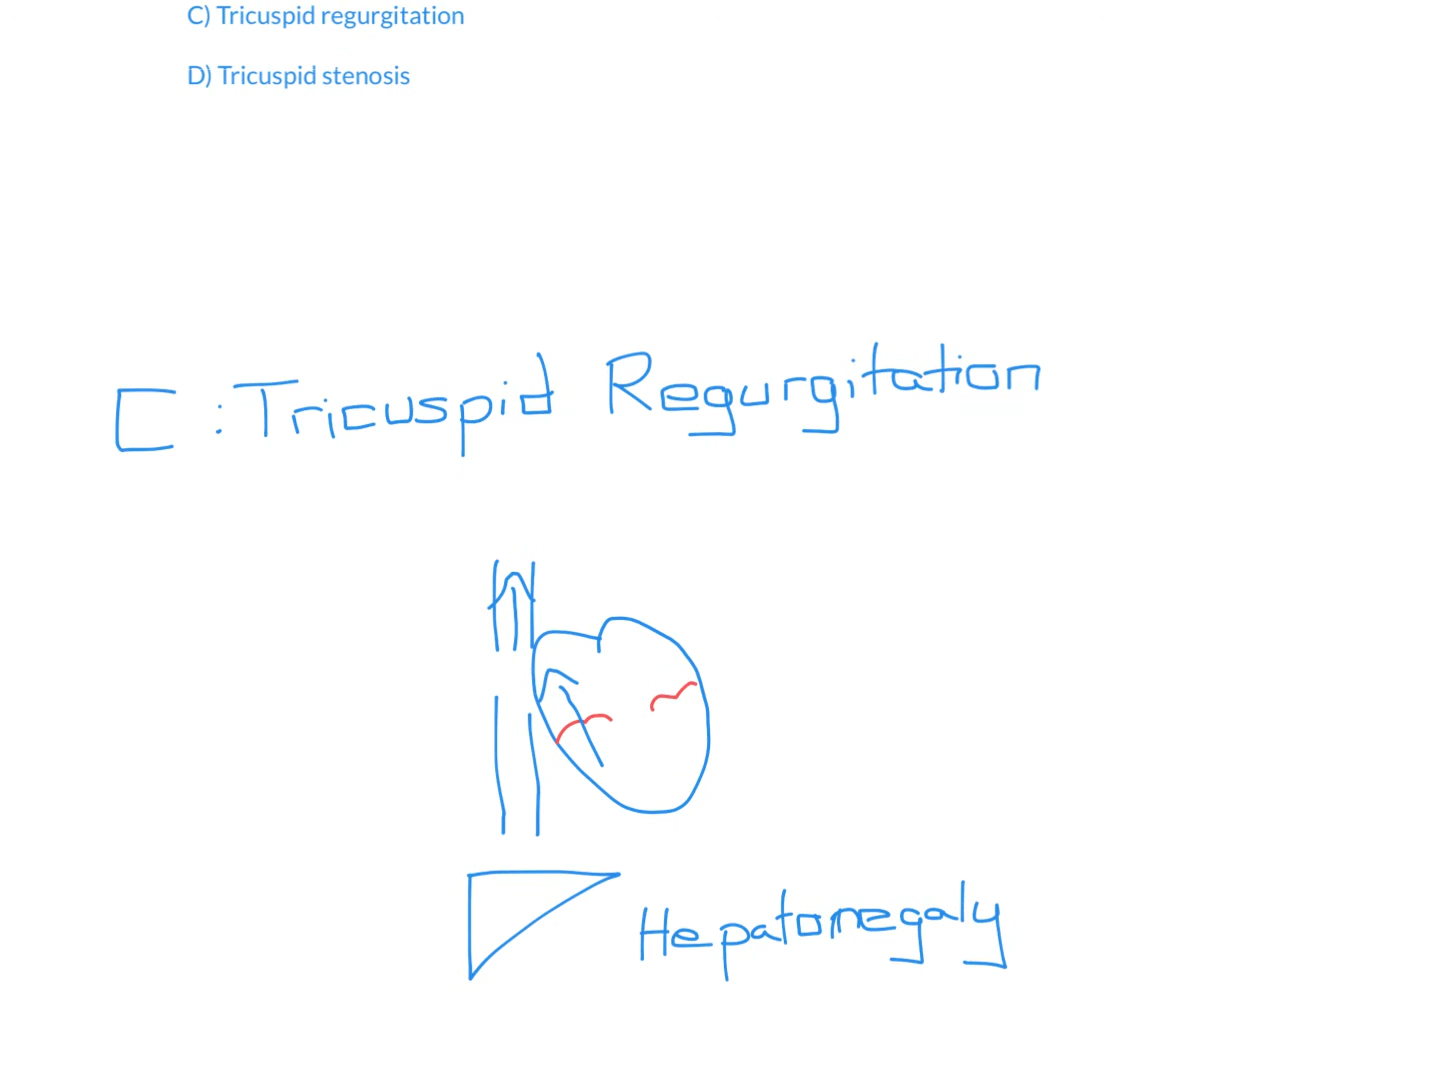 C) Tricuspid regurgitation
D) Tricuspid stenosis
C : Tricuspid Regurgitation
Hepatomegaly